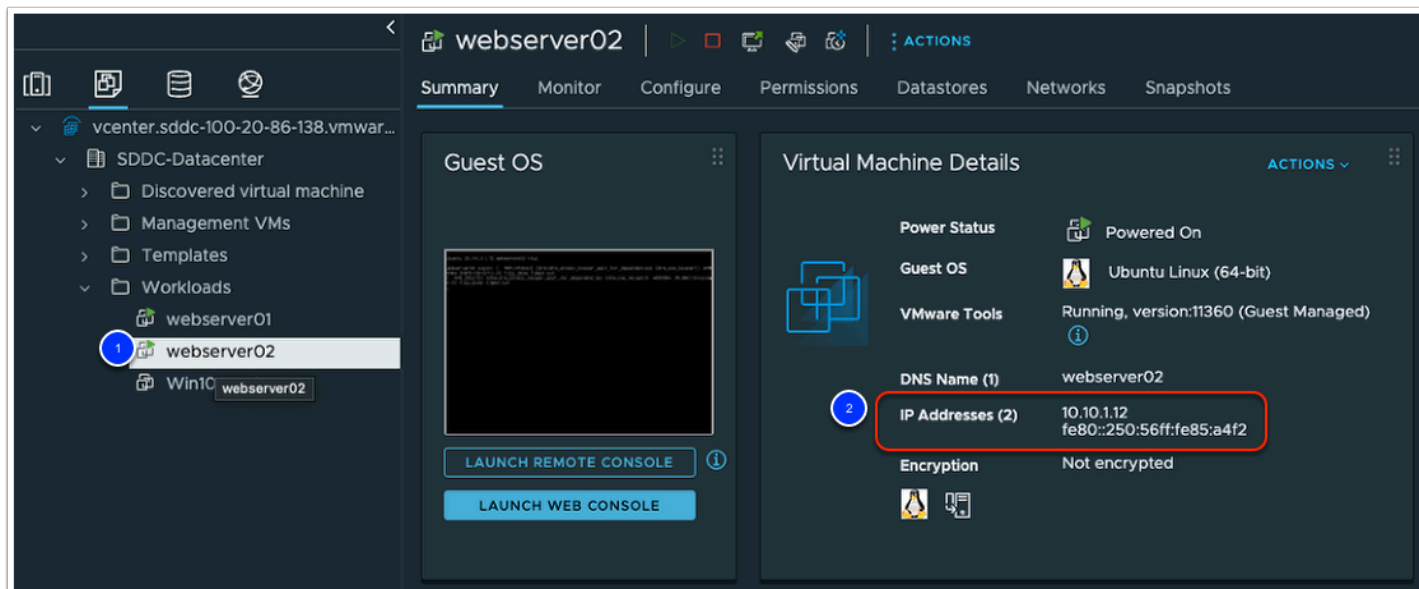 webserver02
ACTIONS
Summary Monitor Configure Permissions Datastores Networks Snapshots
vcenter.sddc-100-20-86-138.vmwar...
SDDC-Datacenter
Discovered virtual machine
Management VMs
Templates
Workloads
webserver01
1
webserver02
Win10
webserver02
Guest OS
LAUNCH REMOTE CONSOLE
LAUNCH WEB CONSOLE
Virtual Machine Details
ACTIONS
Power Status Powered On
Guest OS Ubuntu Linux (64-bit)
VMware Tools Running, version:11360 (Guest Managed)
DNS Name (1) webserver02
2
IP Addresses (2) 10.10.1.12
fe80::250:56ff:fe85:a4f2
Encryption Not encrypted